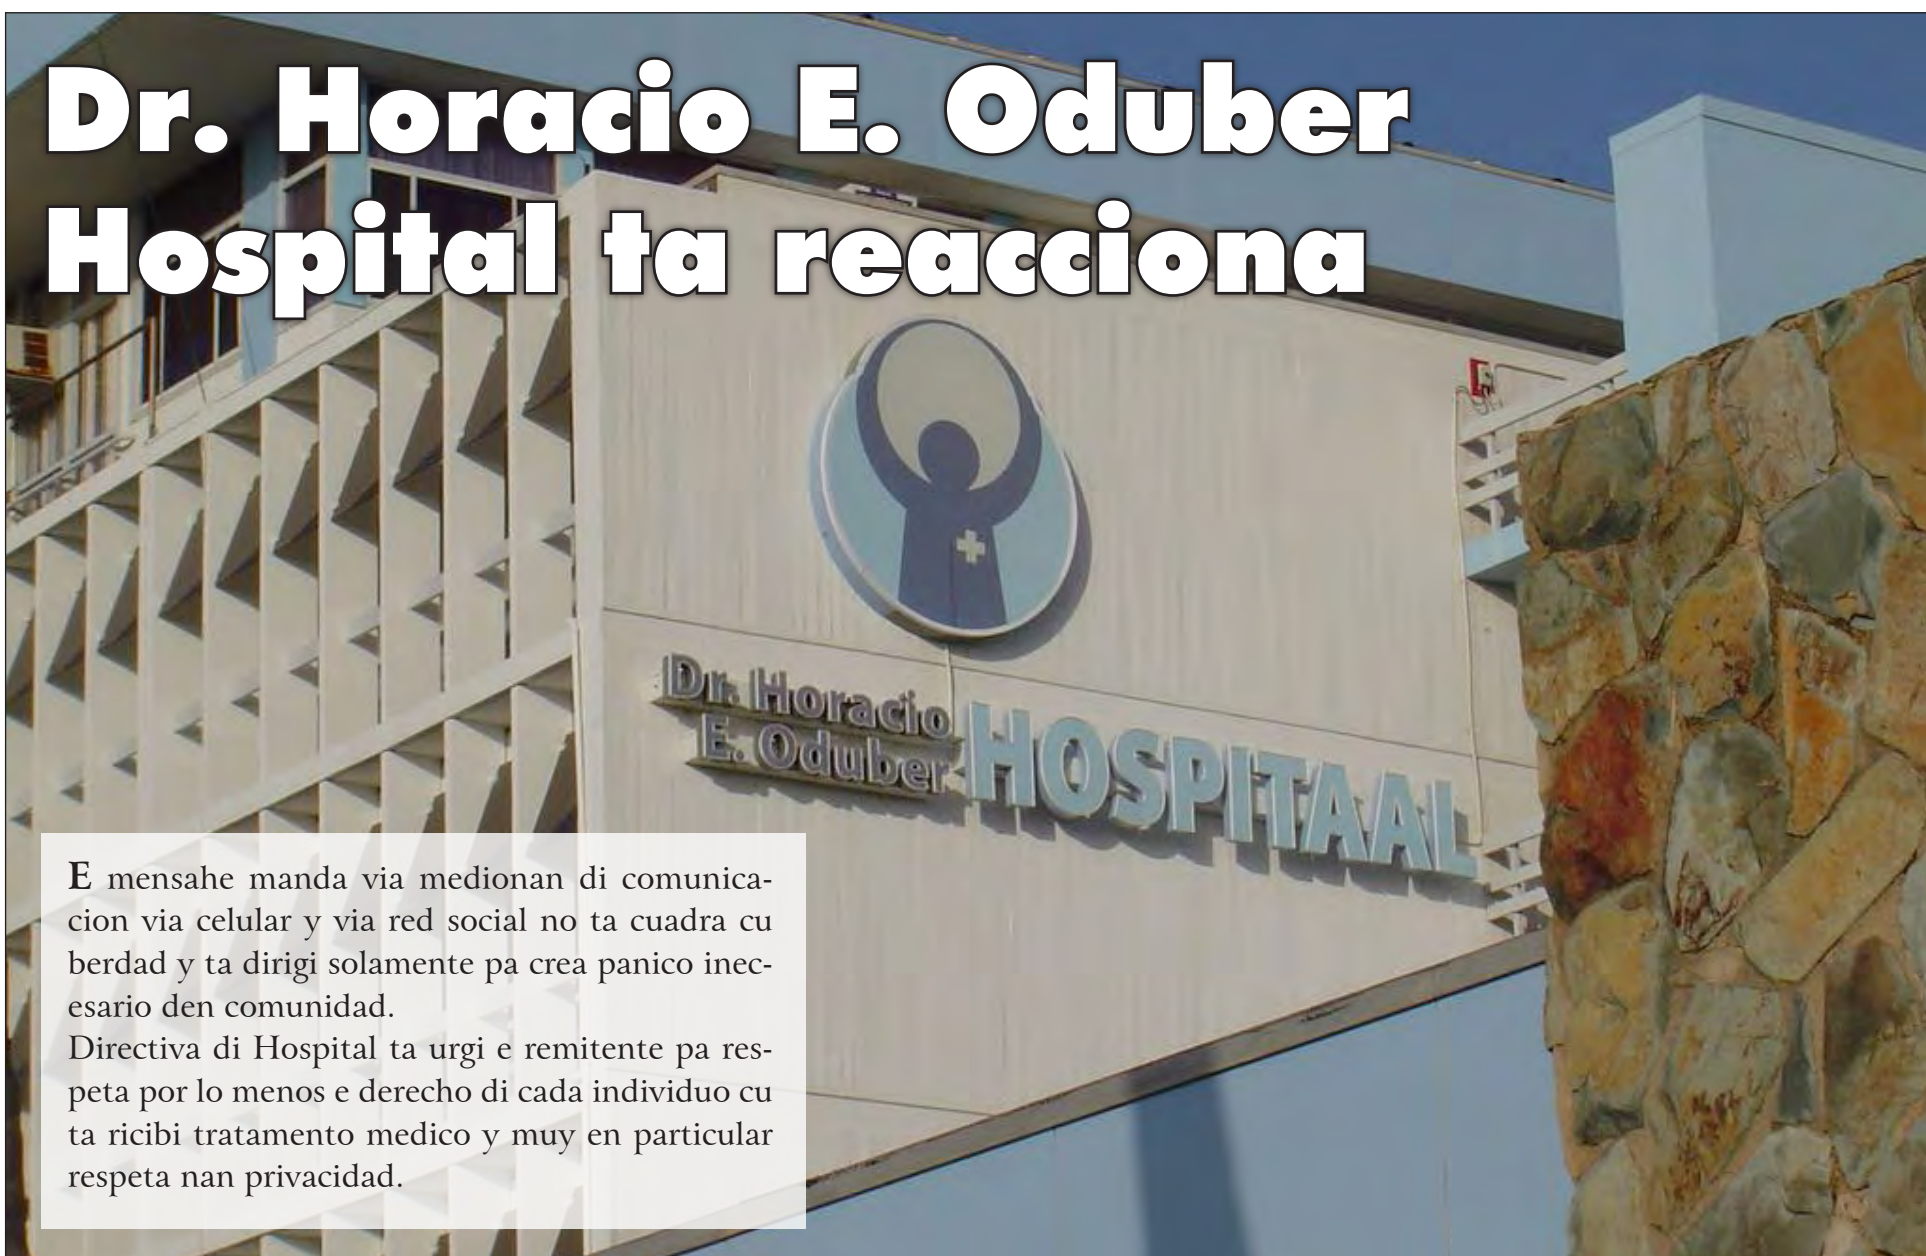 Dr. Horacio E. Oduber
Hospital ta reacciona
Dr. Horacio
E. Oduber
HOSPITAAL
E mensahe manda via medionan di comunica-
cion via celular y via red social no ta cuadra cu
berdad y ta dirigi solamente pa crea panico inec-
esario den comunidad.
Directiva di Hospital ta urgi e remitente pa res-
peta por lo menos e derecho di cada individuo cu
ta ricibi tratamento medico y muy en particular
respeta nan privacidad.